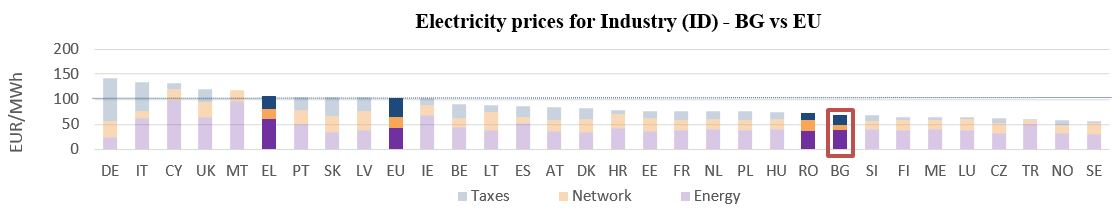 Electricity prices for Industry (ID) - BG vs EU
EUR/MWh
200
150
100
50
0
DE IT CY UK MT EL PT SK LV EU IE BE LT ES AT DK HR EE FR NL PL HU RO BG SI FI ME LU CZ TR NO SE
Taxes Network Energy